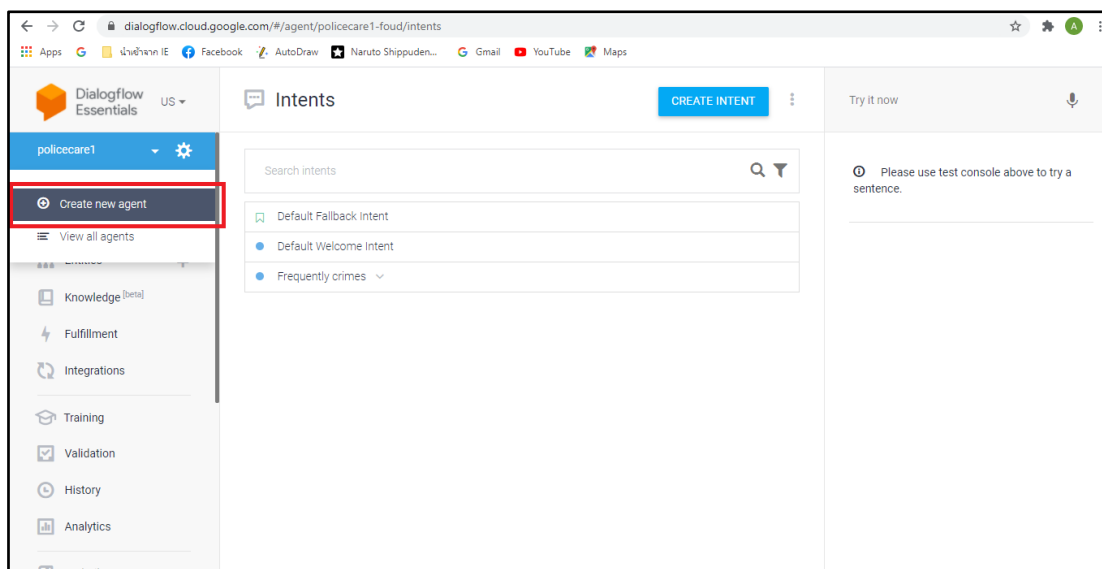 dialogflow.cloud.google.com/#/agent/policecare1-foud/intents
A
Apps
G
นำเข้าจาก IE
Facebook
AutoDraw
Naruto Shippuden...
G Gmail
YouTube
Maps
Dialogflow
Essentials
US
policecare1
Create new agent
View all agents
Entities
Knowledge [beta]
Fulfillment
Integrations
Training
Validation
History
Analytics
Intents
CREATE INTENT
Search intents
Default Fallback Intent
Default Welcome Intent
Frequently crimes
Try it now
Please use test console above to try a
sentence.